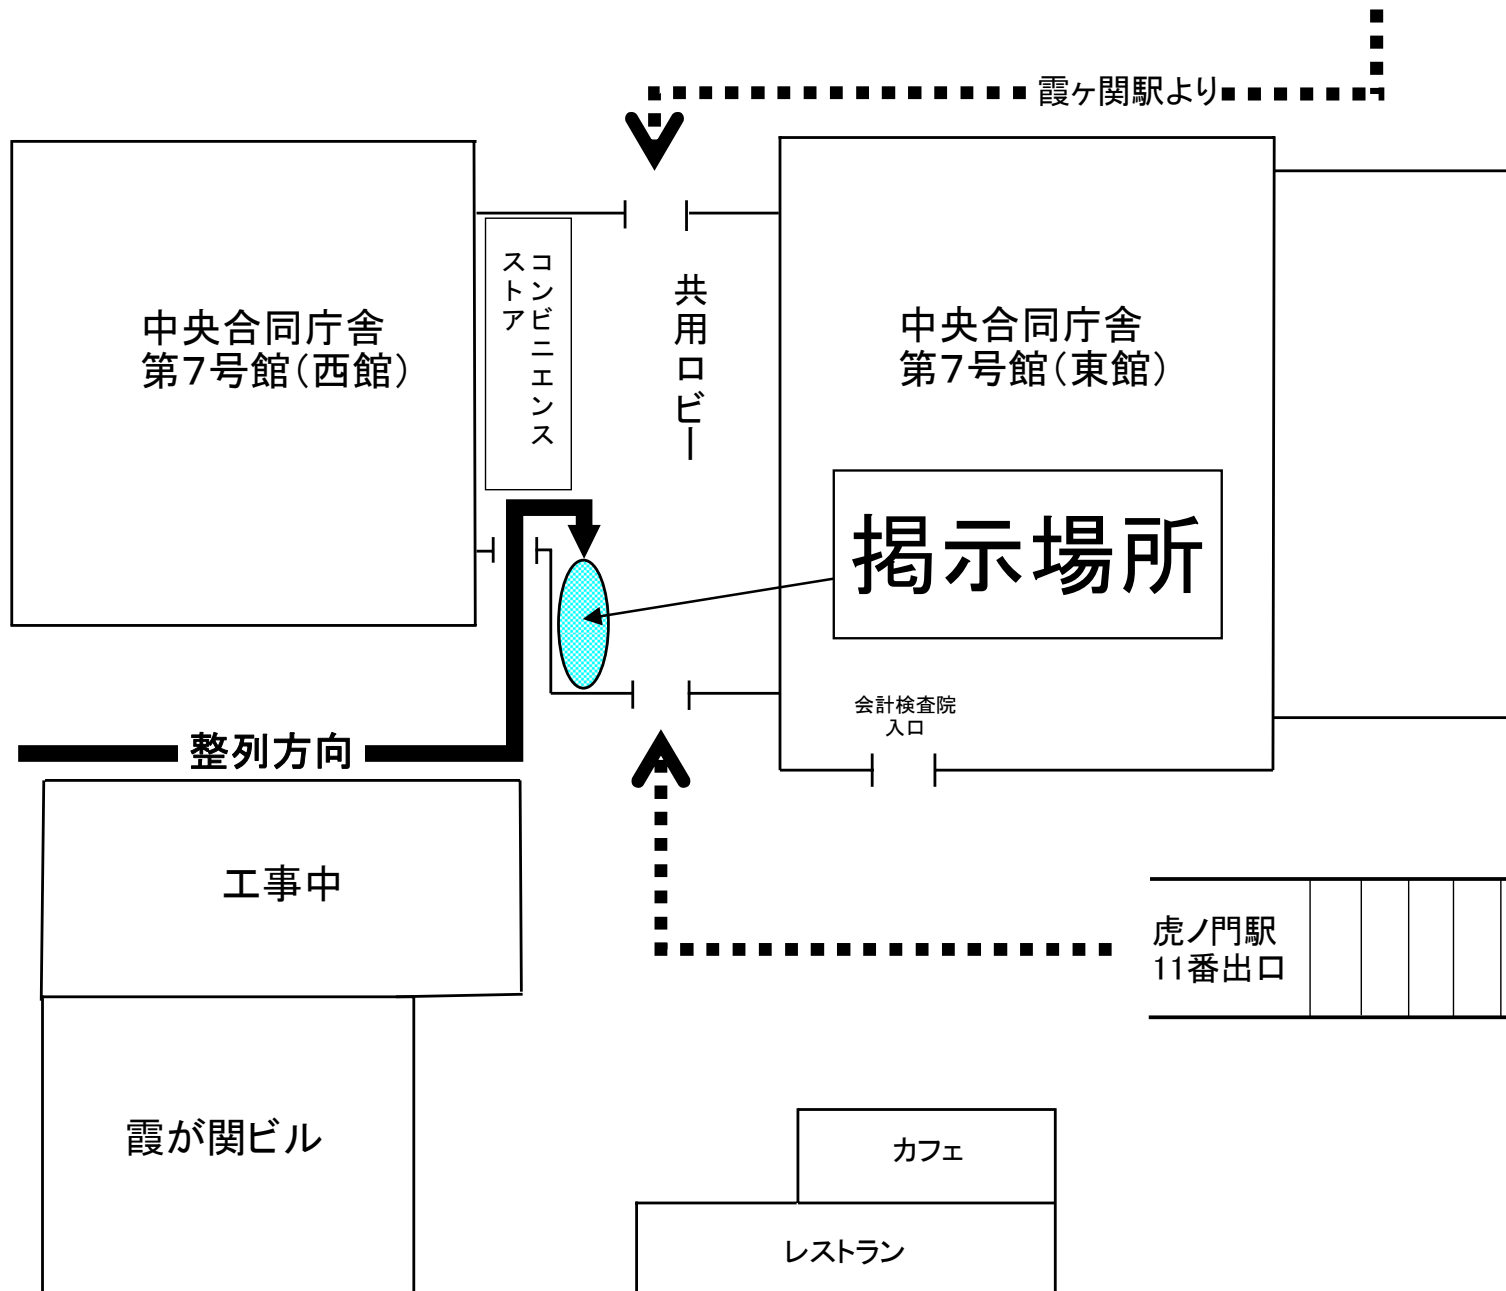 霞ヶ関駅より
中央合同庁舎
第7号館(西館)
コンビニエンス
ストア
共用ロビー
中央合同庁舎
第7号館(東館)
掲示場所
会計検査院
入口
整列方向
工事中
虎ノ門駅
11番出口
霞が関ビル
カフェ
レストラン